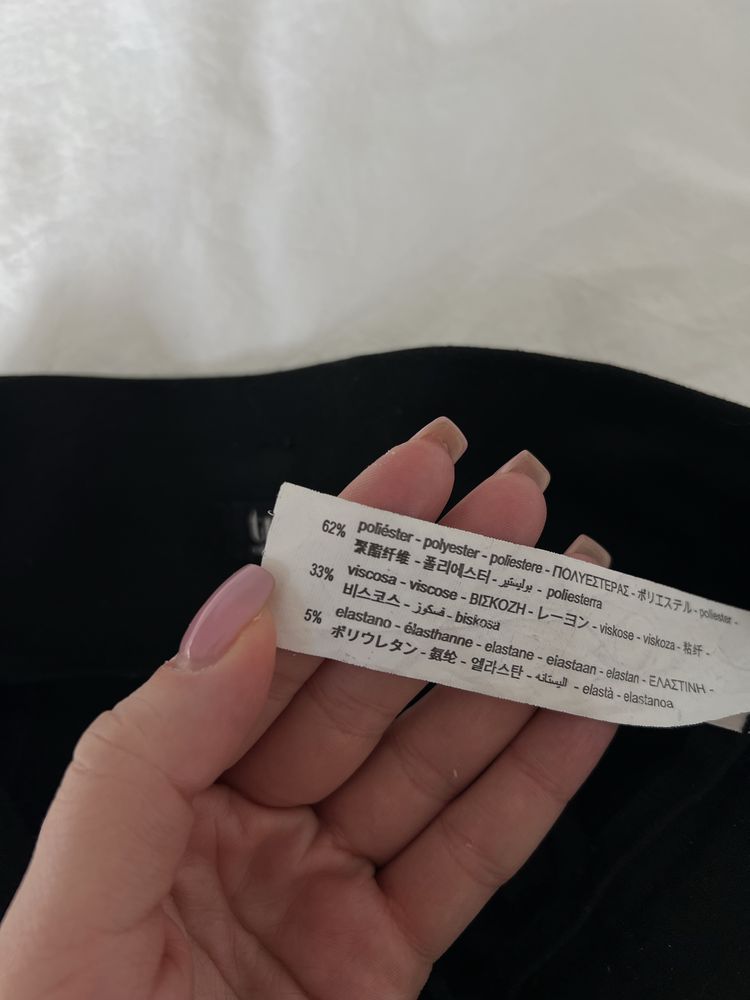 62% poliéster - polyester - poliestere - ΠΟΛΥΕΣΤΕΡΑΣ - ポリエステル - poliester -
聚酯纤维 - 폴리에스터 - بوليستير - poliesterra
33% viscosa - viscose - ΒΙΣΚΟΖΗ - レーヨン - viskose - viskoza - 粘纤 -
비스코스 - فسكوز - biskosa
5% elastano - élasthanne - elastane - elastaan - elastan - ΕΛΑΣΤΙΝΗ -
ポリウレタン - 氨纶 - 엘라스탄 - اليستانه - elastà - elastanoa